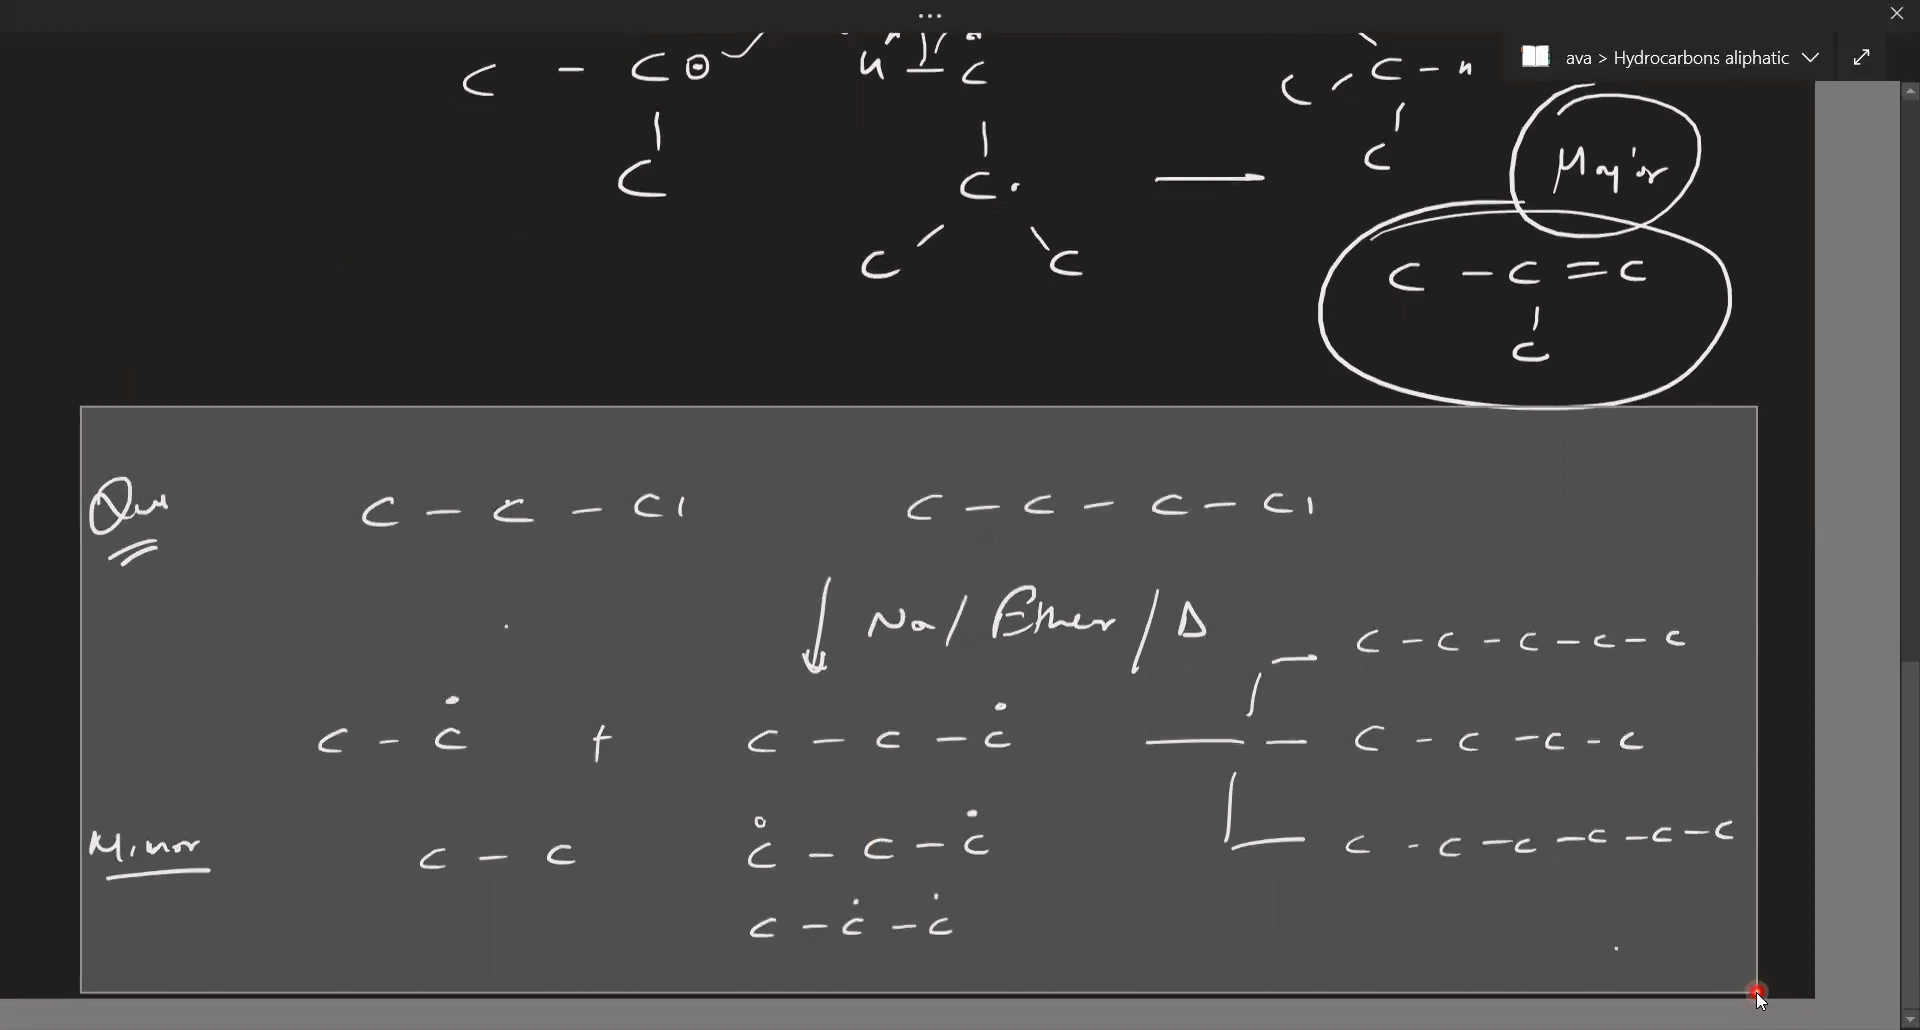 ...
ava > Hydrocarbons aliphatic
C - C ⊖
C
C
C
C
C - n
C
C
C.
C C
Major
C - C = C
C
Que C - C - Cl C - C - C - Cl
Na / Ether / Δ
C - C - C - C - C
C - Ċ + C - C - Ċ
C - C - C - C
Minor C - C Ċ - C - Ċ
C - C - C - C - C - C
C - Ċ - Ċ